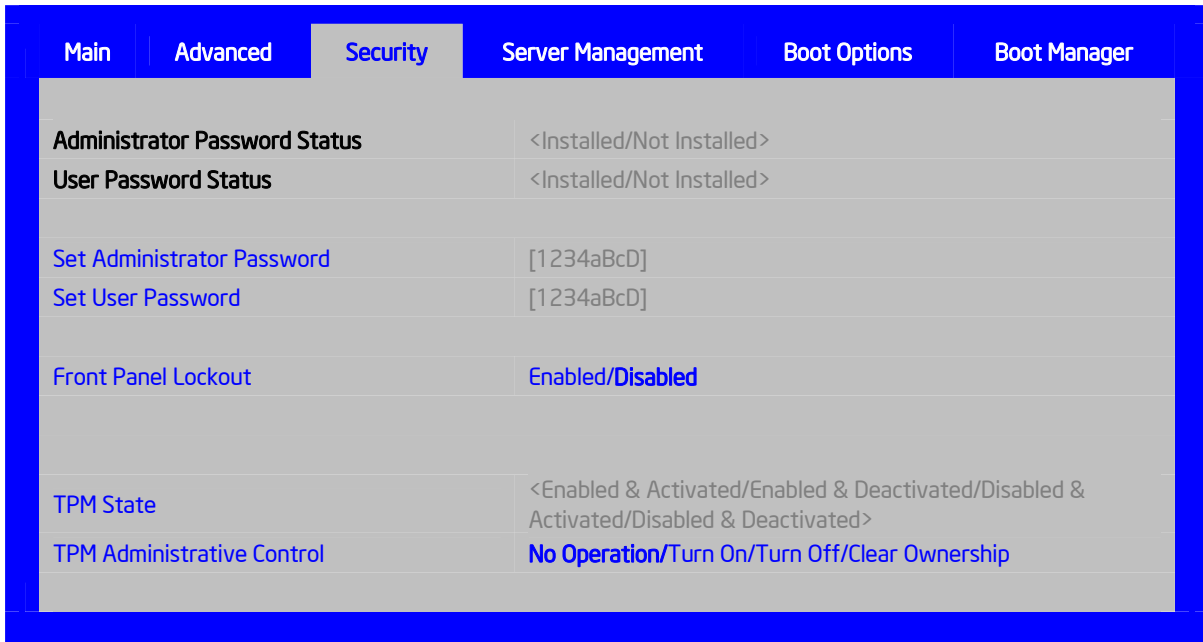 Main Advanced Security Server Management Boot Options Boot Manager
Administrator Password Status <Installed/Not Installed>
User Password Status <Installed/Not Installed>
Set Administrator Password [1234aBcD]
Set User Password [1234aBcD]
Front Panel Lockout Enabled/Disabled
TPM State <Enabled & Activated/Enabled & Deactivated/Disabled &
Activated/Disabled & Deactivated>
TPM Administrative Control No Operation/Turn On/Turn Off/Clear Ownership